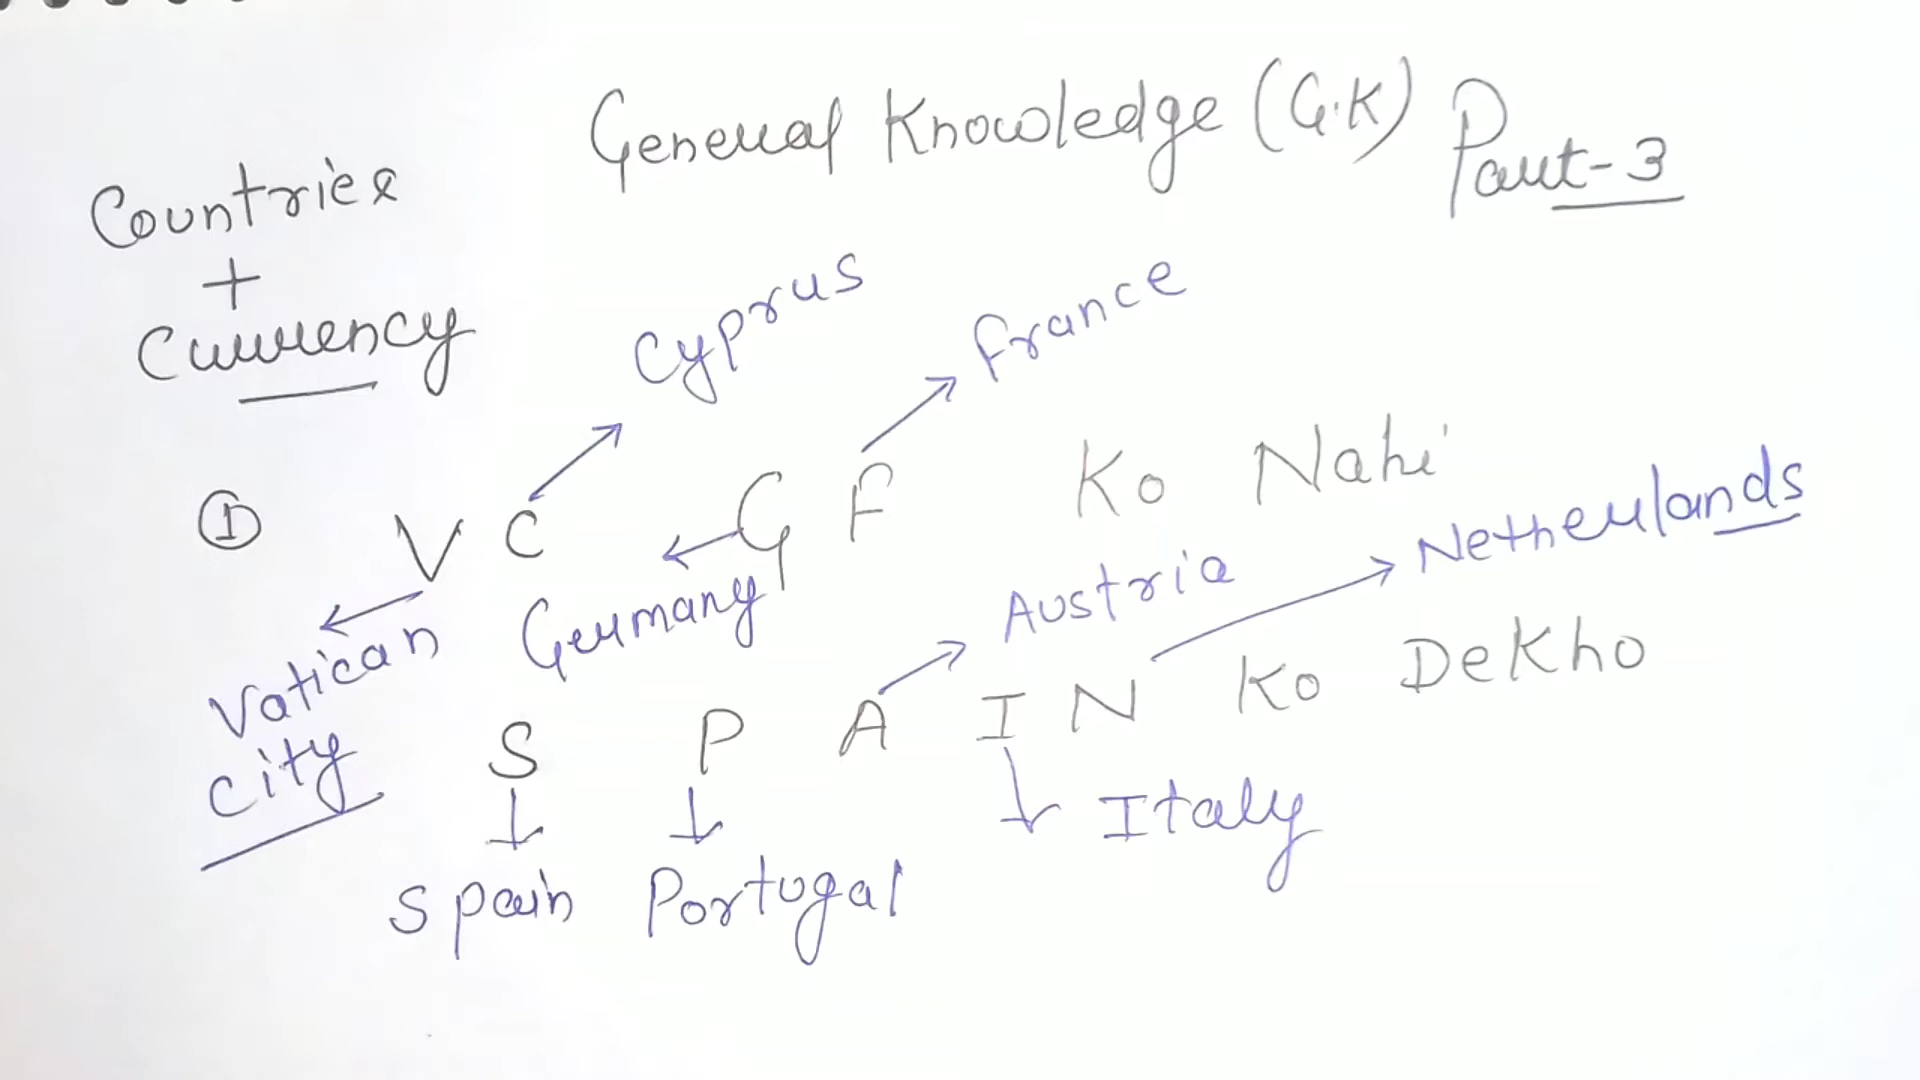 General Knowledge (G.K) Part-3
Countries
+
Currency
Cyprus
France
① V C G F Ko Nahi
Vatican
City
Germany
Austria
Netherlands
S P A I N Ko Dekho
Spain
Portugal
Italy